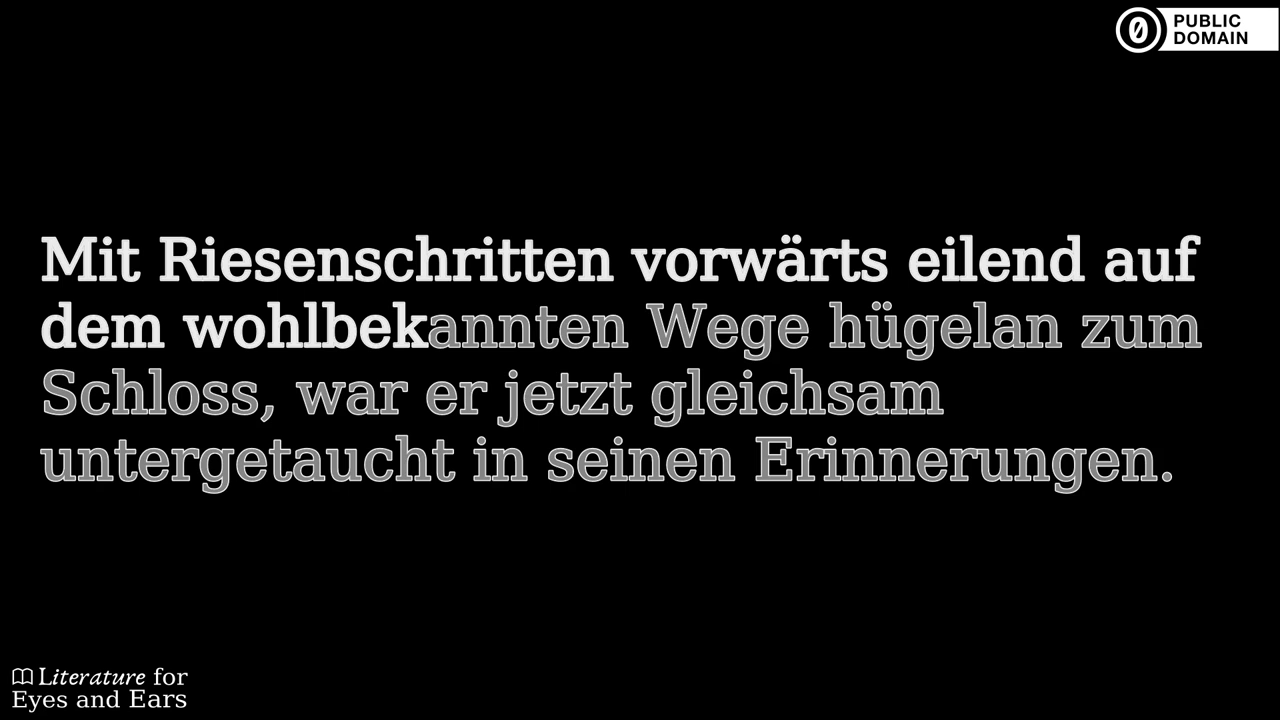 0 PUBLIC
DOMAIN
Mit Riesenschritten vorwärts eilend auf
dem wohlbekannten Wege hügelan zum
Schloss, war er jetzt gleichsam
untergetaucht in seinen Erinnerungen.
Literature for
Eyes and Ears